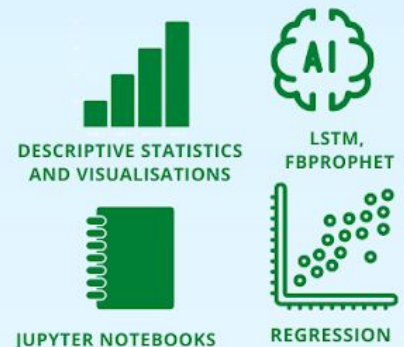 AI
DESCRIPTIVE STATISTICS
AND VISUALISATIONS
LSTM,
FBPROPHET
JUPYTER NOTEBOOKS
REGRESSION